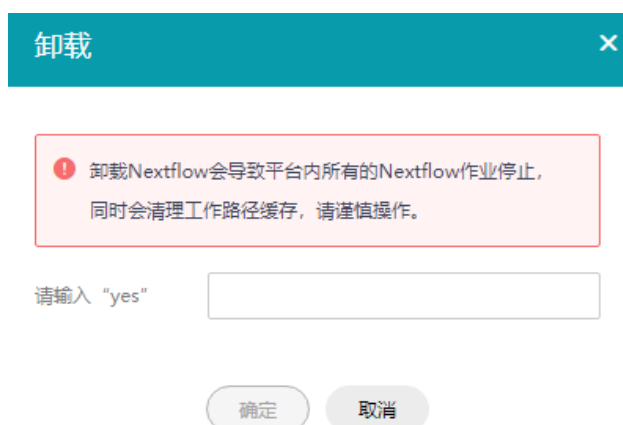 卸载
卸载Nextflow会导致平台内所有的Nextflow作业停止，
同时会清理工作路径缓存，请谨慎操作。
请输入“yes”
确定 取消